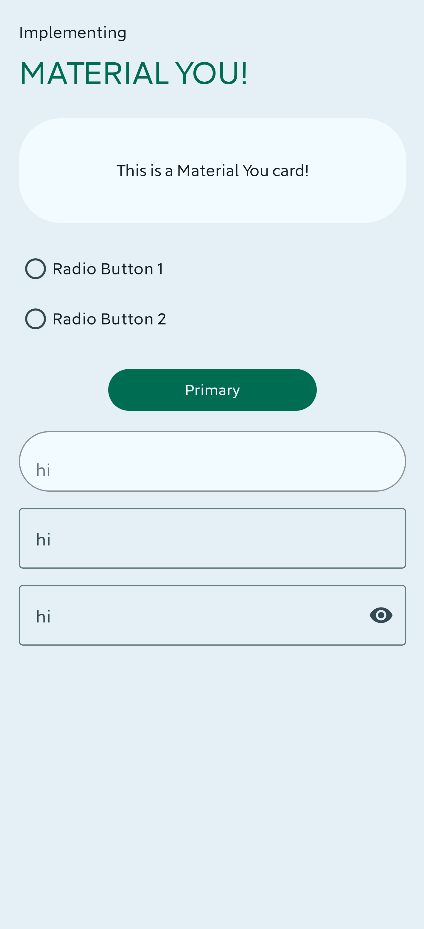 Implementing
MATERIAL YOU!
This is a Material You card!
Radio Button 1
Radio Button 2
Primary
hi
hi
hi